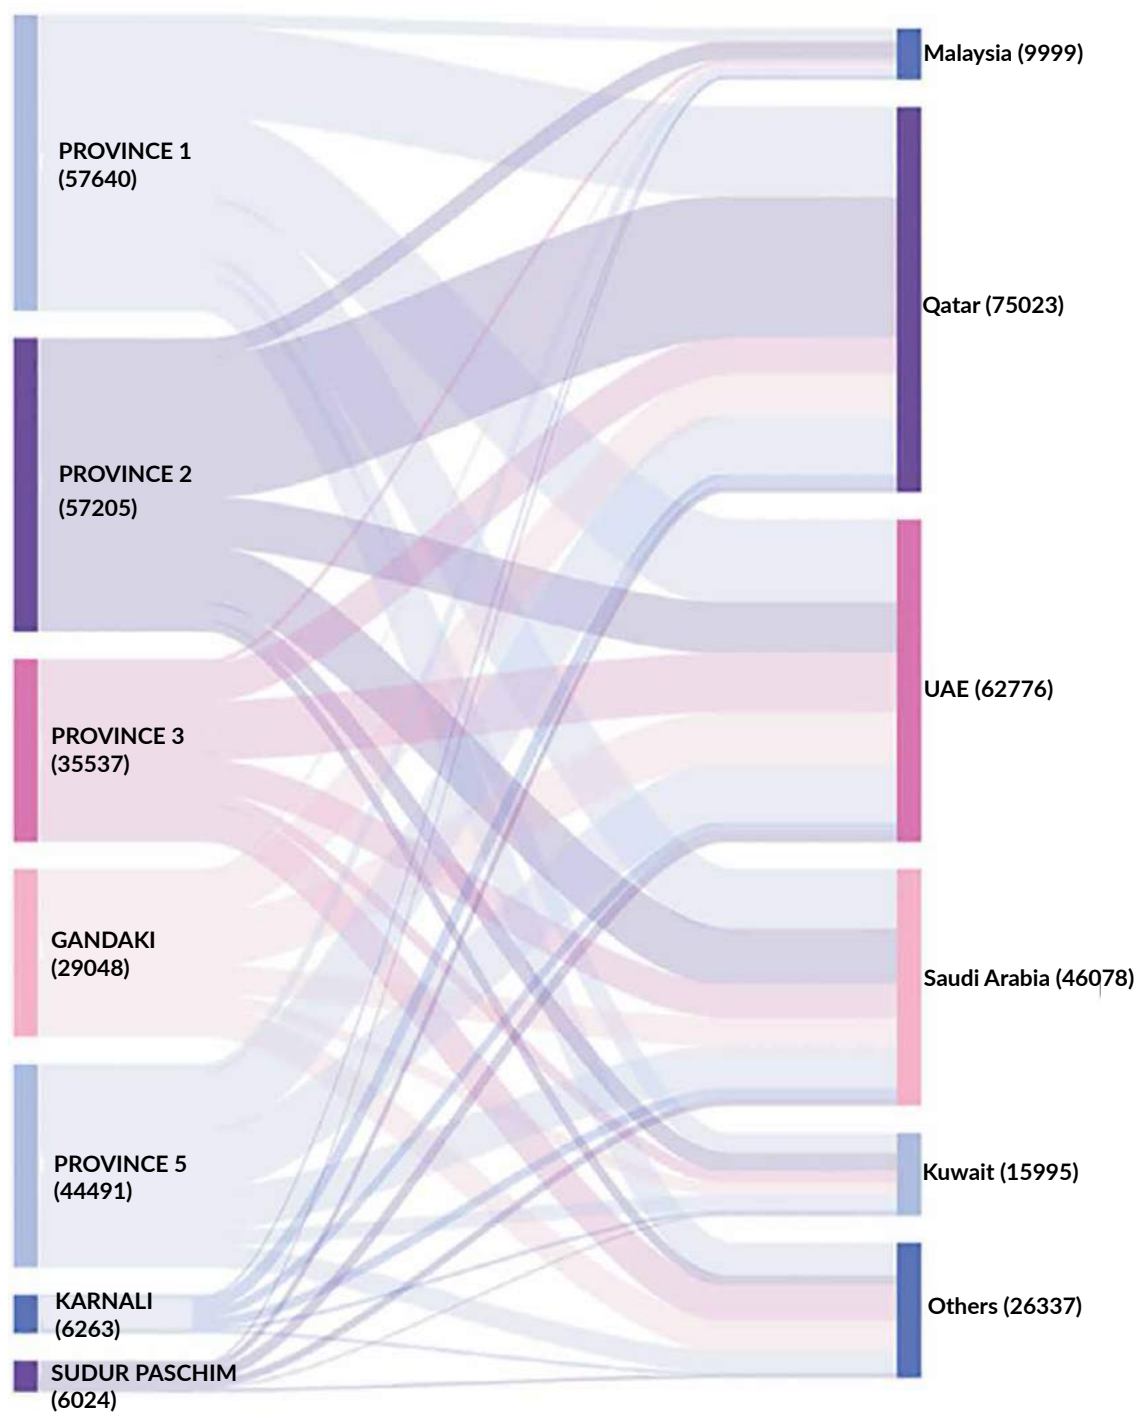 PROVINCE 1
(57640)
PROVINCE 2
(57205)
PROVINCE 3
(35537)
GANDAKI
(29048)
PROVINCE 5
(44491)
KARNALI
(6263)
SUDUR PASCHIM
(6024)
Malaysia (9999)
Qatar (75023)
UAE (62776)
Saudi Arabia (46078)
Kuwait (15995)
Others (26337)